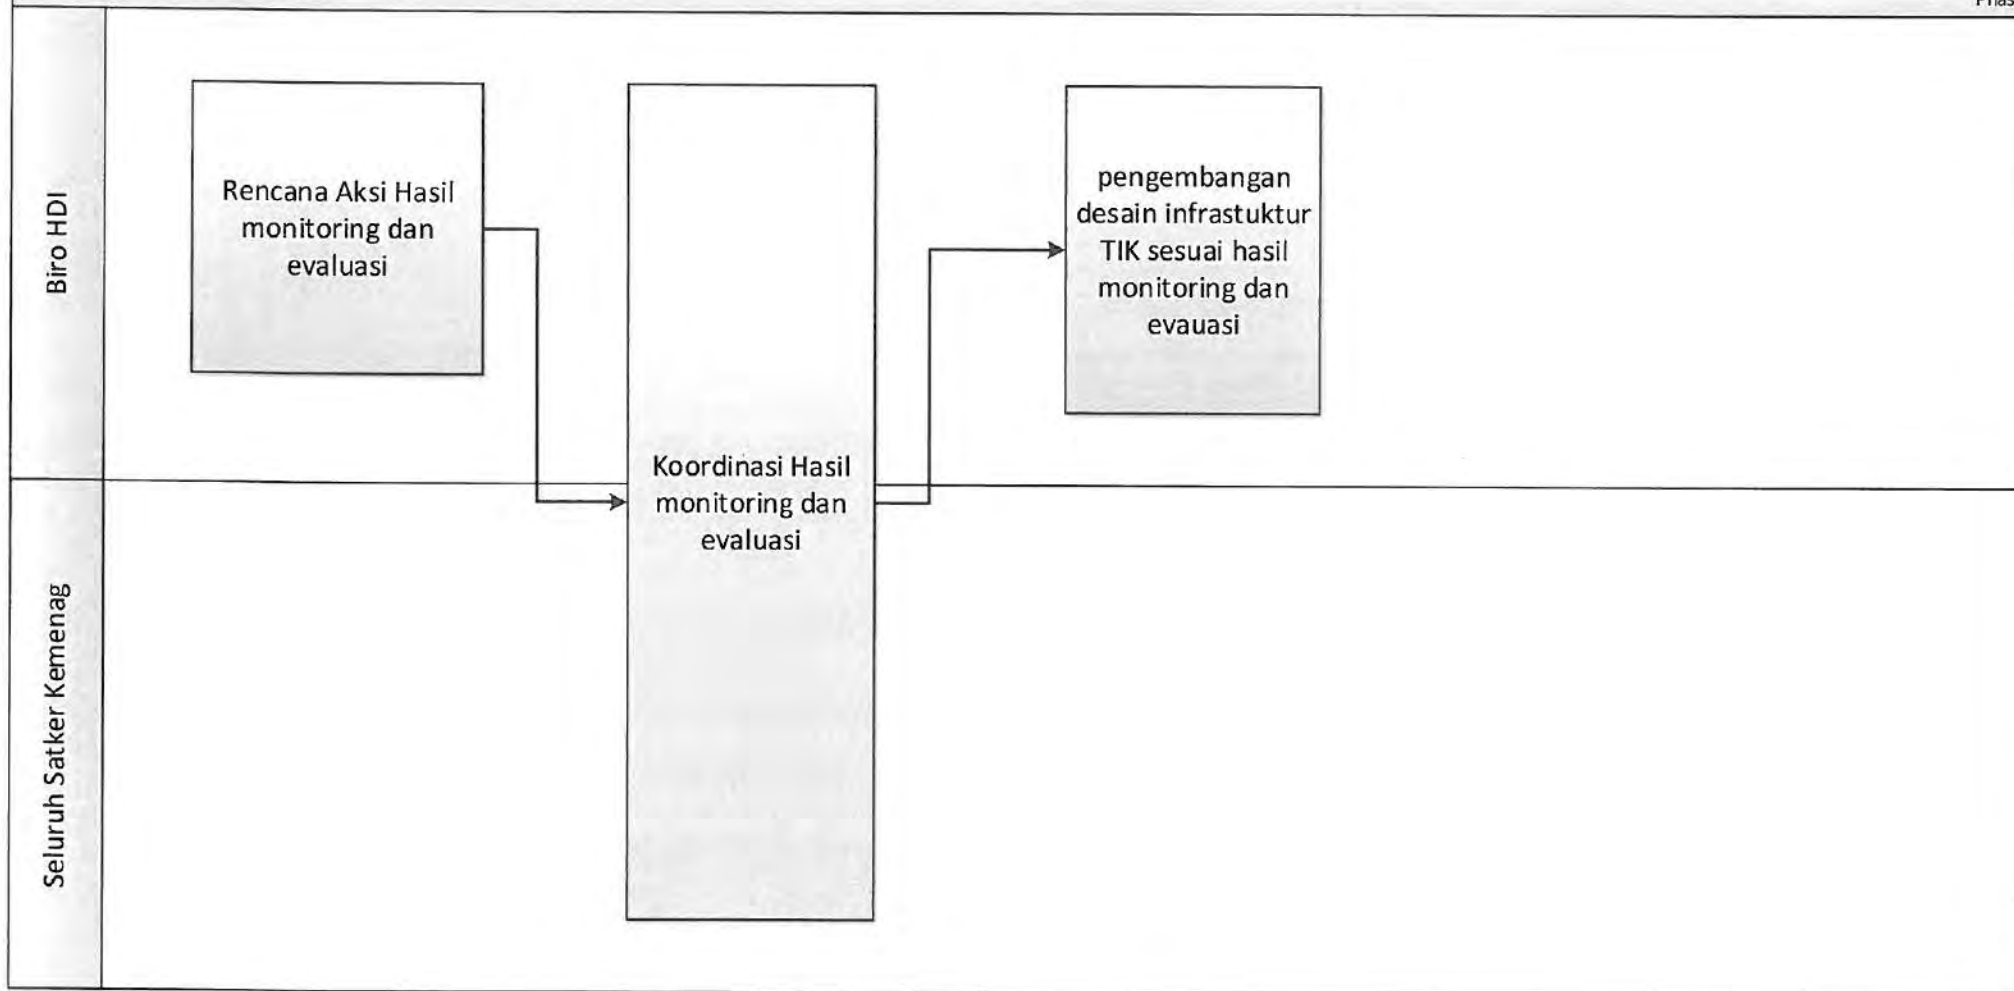 Biro HDI
Rencana Aksi Hasil
monitoring dan
evaluasi
Koordinasi Hasil
monitoring dan
evaluasi
pengembangan
desain infrastuktur
TIK sesuai hasil
monitoring dan
evauasi
Seluruh Satker Kemenag